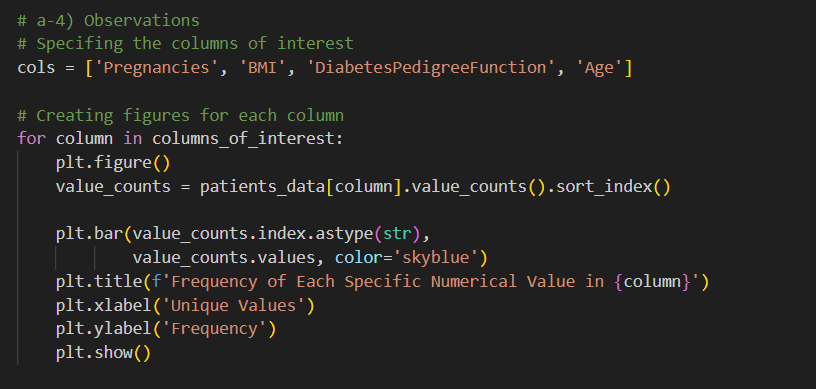 # a-4) Observations
# Specifing the columns of interest
cols = ['Pregnancies', 'BMI', 'DiabetesPedigreeFunction', 'Age']

# Creating figures for each column
for column in columns_of_interest:
    plt.figure()
    value_counts = patients_data[column].value_counts().sort_index()

    plt.bar(value_counts.index.astype(str),
            value_counts.values, color='skyblue')
    plt.title(f'Frequency of Each Specific Numerical Value in {column}')
    plt.xlabel('Unique Values')
    plt.ylabel('Frequency')
    plt.show()